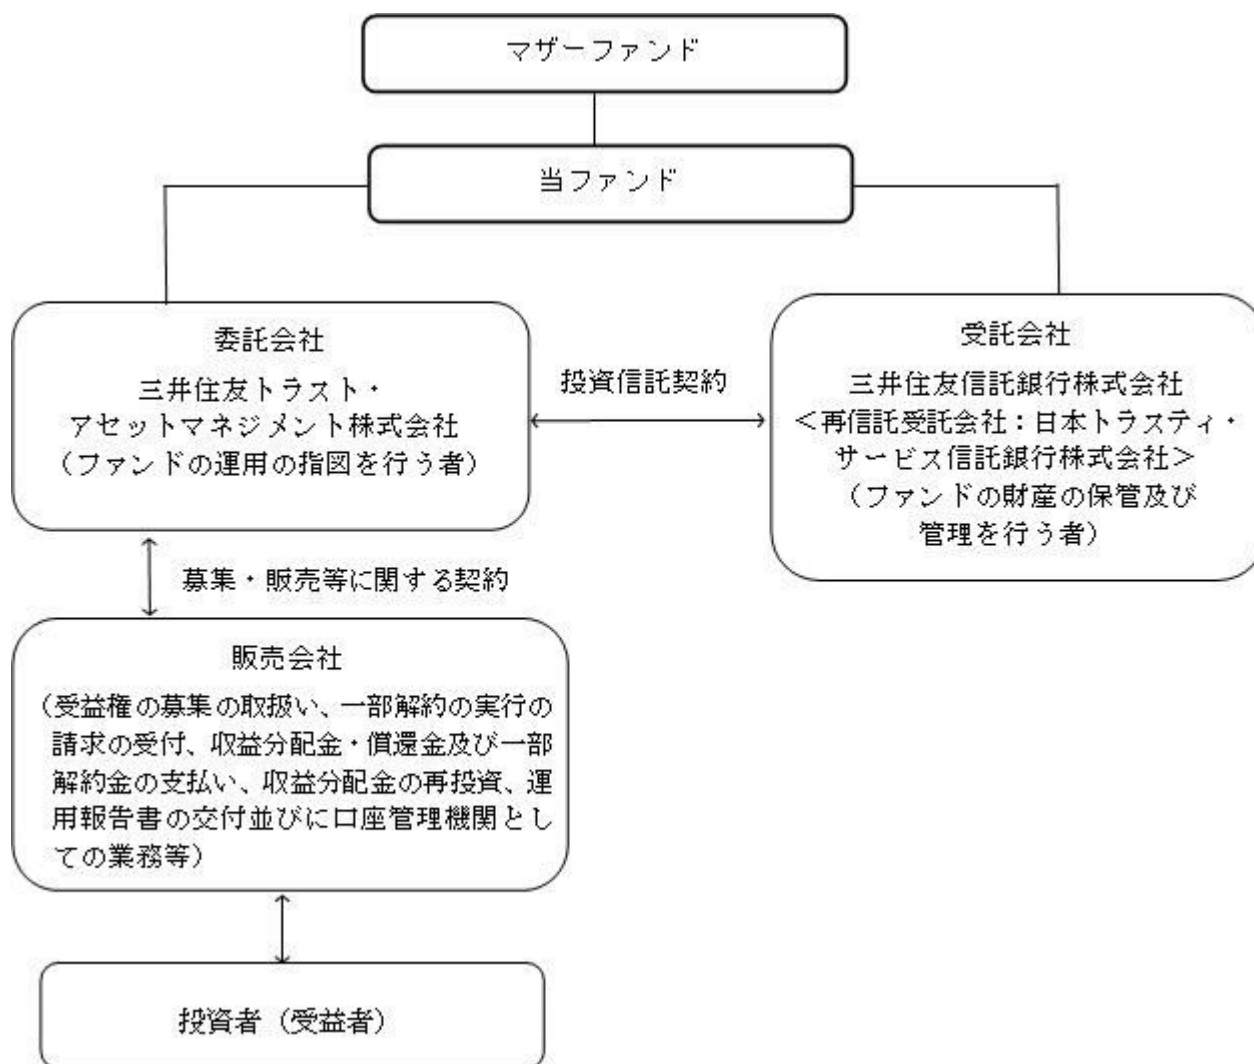 マザーファンド
当ファンド
委託会社
三井住友トラスト・
アセットマネジメント株式会社
（ファンドの運用の指図を行う者）
投資信託契約
受託会社
三井住友信託銀行株式会社
＜再信託受託会社：日本トラスティ・
サービス信託銀行株式会社＞
（ファンドの財産の保管及び
管理を行う者）
募集・販売等に関する契約
販売会社
（受益権の募集の取扱い、一部解約の実行の
請求の受付、収益分配金・償還金及び一部
解約金の支払い、収益分配金の再投資、運
用報告書の交付並びに口座管理機関とし
ての業務等）
投資者（受益者）